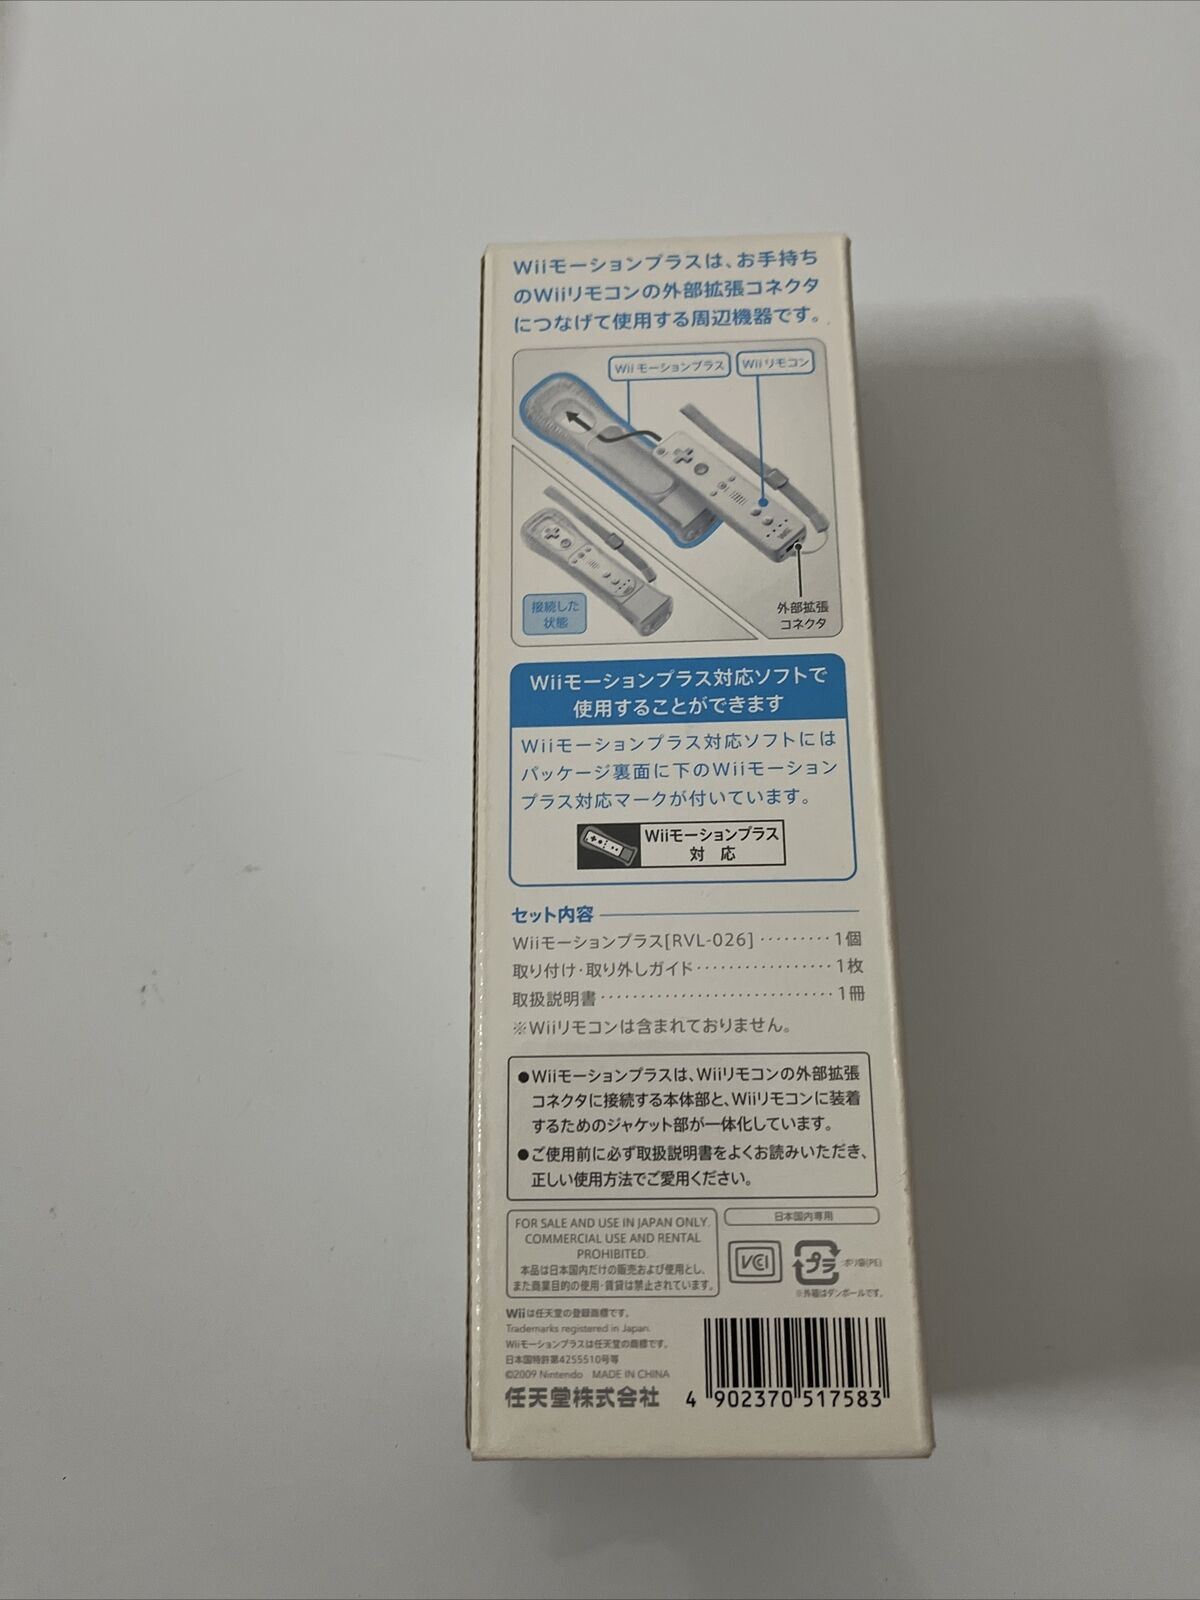 Wiiモーションプラスは、お手持ち
のWiiリモコンの外部拡張コネクタ
につなげて使用する周辺機器です。
Wiiモーションプラス
Wiiリモコン
接続した
状態
外部拡張
コネクタ
Wiiモーションプラス対応ソフトで
使用することができます
Wiiモーションプラス対応ソフトには
パッケージ裏面に下のWiiモーション
プラス対応マークが付いています。
Wiiモーションプラス
対 応
セット内容
Wiiモーションプラス[RVL-026]・・・・・・・・・1個
取り付け・取り外しガイド・・・・・・・・・・・・・・・・・1枚
取扱説明書・・・・・・・・・・・・・・・・・・・・・・・・・・・・・1冊
※Wiiリモコンは含まれておりません。
●Wiiモーションプラスは、Wiiリモコンの外部拡張
コネクタに接続する本体部と、Wiiリモコンに装着
するためのジャケット部が一体化しています。
●ご使用前に必ず取扱説明書をよくお読みいただき、
正しい使用方法でご愛用ください。
FOR SALE AND USE IN JAPAN ONLY.
COMMERCIAL USE AND RENTAL
PROHIBITED.
本品は日本国内だけの販売および使用とし、
また商業目的の使用・賃貸は禁止されています。
日本国内専用
VCI
プラ
ポリ袋(PE)
※外箱はダンボールです。
Wiiは任天堂の登録商標です。
Trademarks registered in Japan.
Wiiモーションプラスは任天堂の商標です。
日本国特許第4255510号等
©2009 Nintendo MADE IN CHINA
任天堂株式会社
4 902370 517583